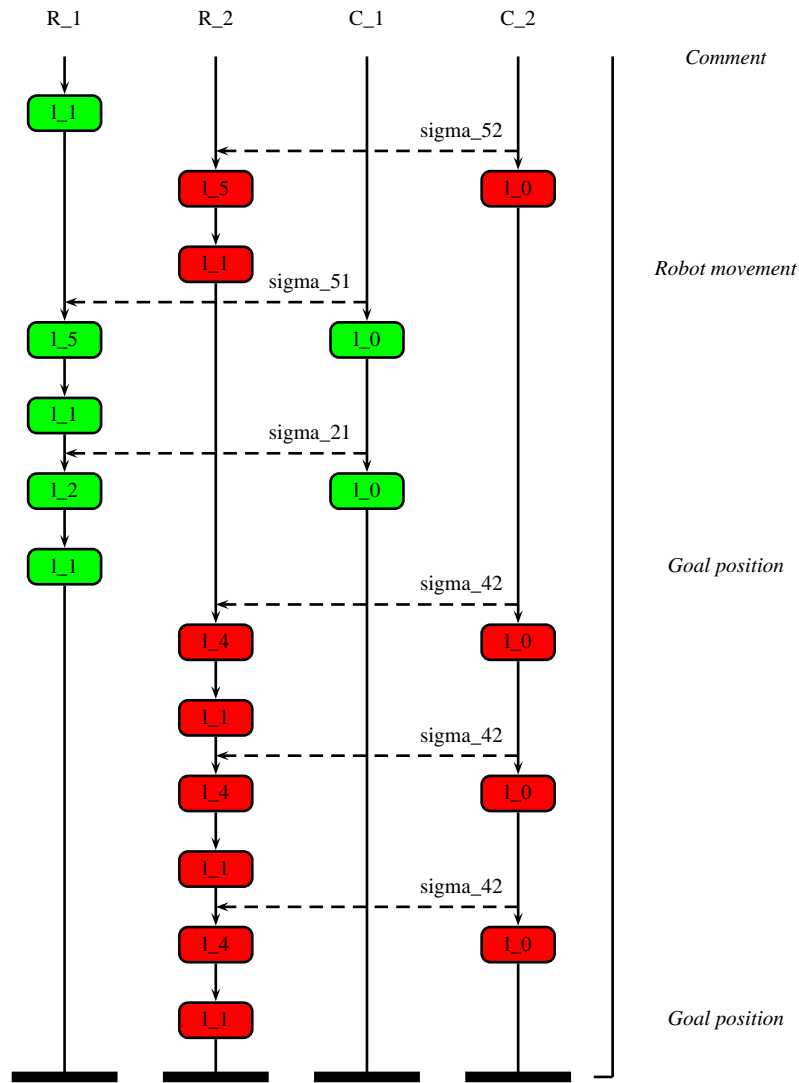 R_1 R_2 C_1 C_2
Comment
l_1
sigma_52
l_5 l_0
l_1
Robot movement
sigma_51
l_5 l_0
l_1
sigma_21
l_2 l_0
l_1
Goal position
sigma_42
l_4 l_0
l_1
sigma_42
l_4 l_0
l_1
sigma_42
l_4 l_0
l_1
Goal position